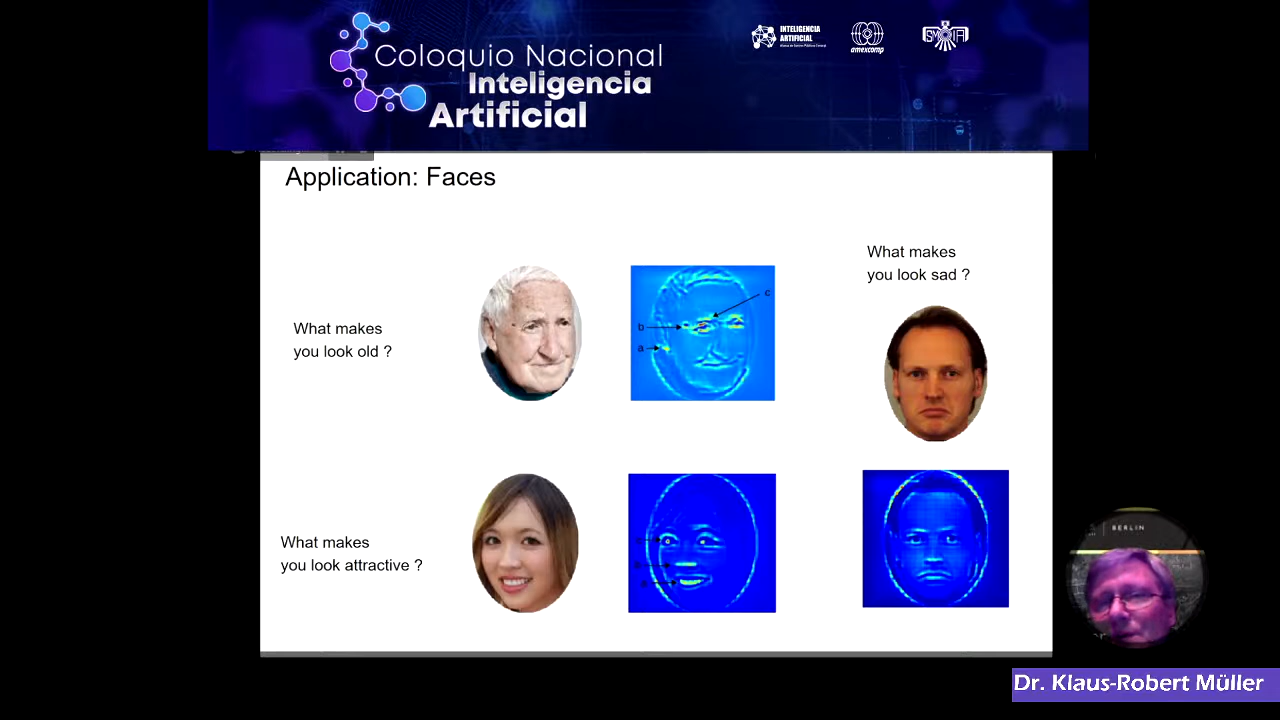 Coloquio Nacional
Inteligencia
Artificial
INTELIGENCIA
ARTIFICIAL
amexcomp
SMIA
Application: Faces
What makes
you look sad ?
What makes
you look old ?
c
b
a
What makes
you look attractive ?
BERLIN
Dr. Klaus-Robert Müller